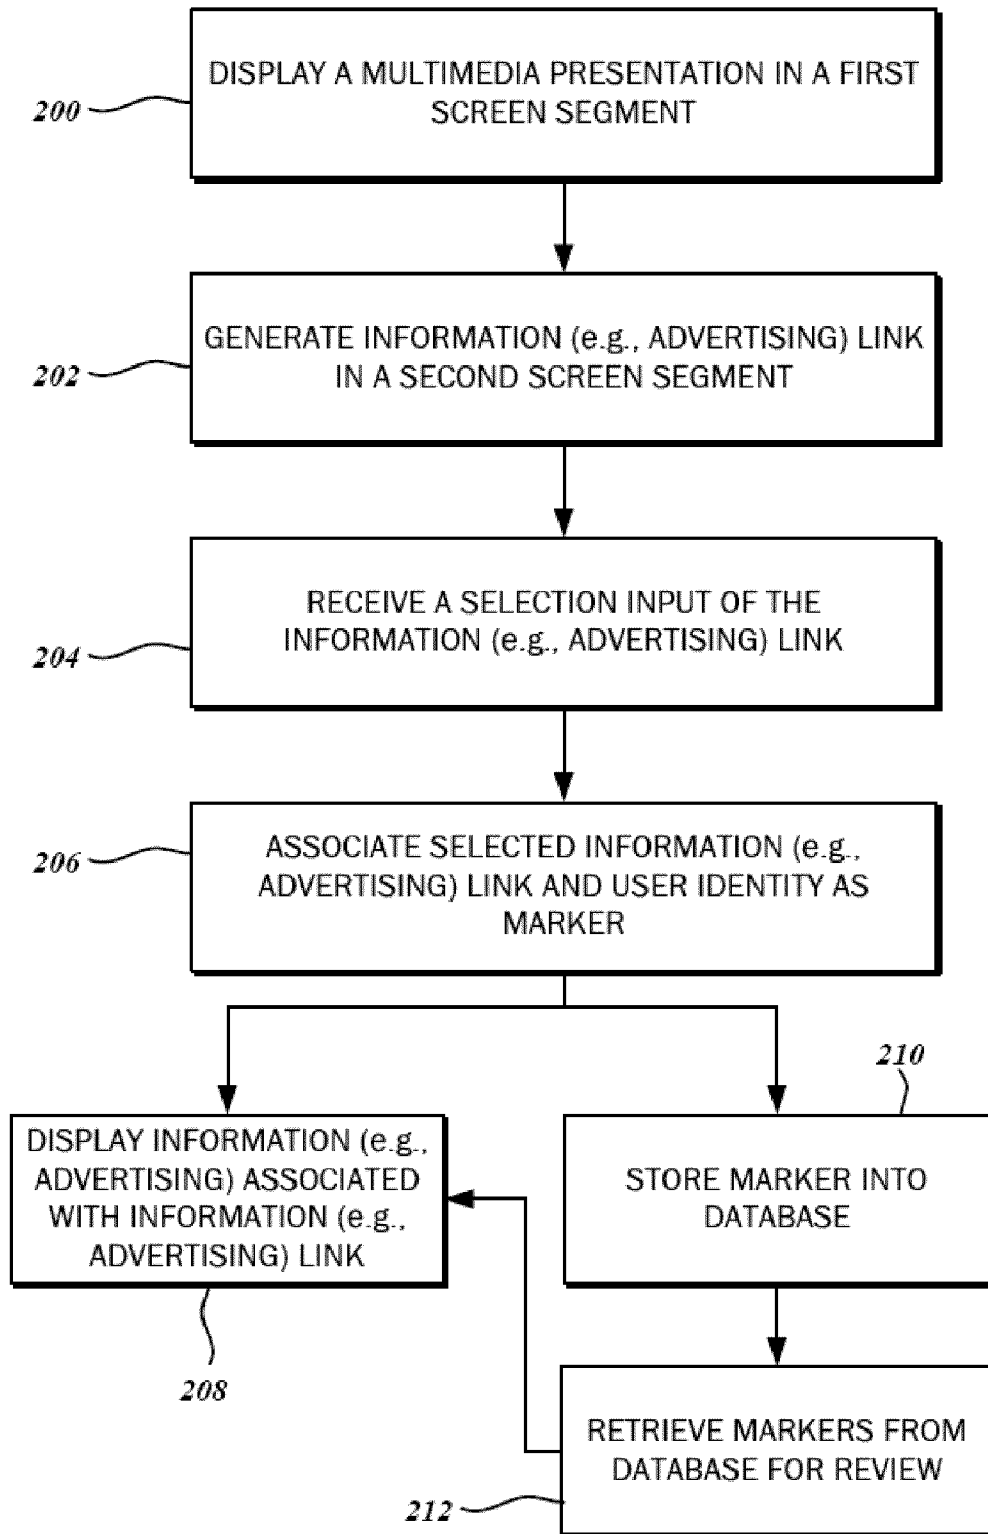 DISPLAY A MULTIMEDIA PRESENTATION IN A FIRST
SCREEN SEGMENT
200
GENERATE INFORMATION (e.g., ADVERTISING) LINK
IN A SECOND SCREEN SEGMENT
202
RECEIVE A SELECTION INPUT OF THE
INFORMATION (e.g., ADVERTISING) LINK
204
ASSOCIATE SELECTED INFORMATION (e.g.,
ADVERTISING) LINK AND USER IDENTITY AS
MARKER
206
DISPLAY INFORMATION (e.g.,
ADVERTISING) ASSOCIATED
WITH INFORMATION (e.g.,
ADVERTISING) LINK
208
210
STORE MARKER INTO
DATABASE
RETRIEVE MARKERS FROM
DATABASE FOR REVIEW
212